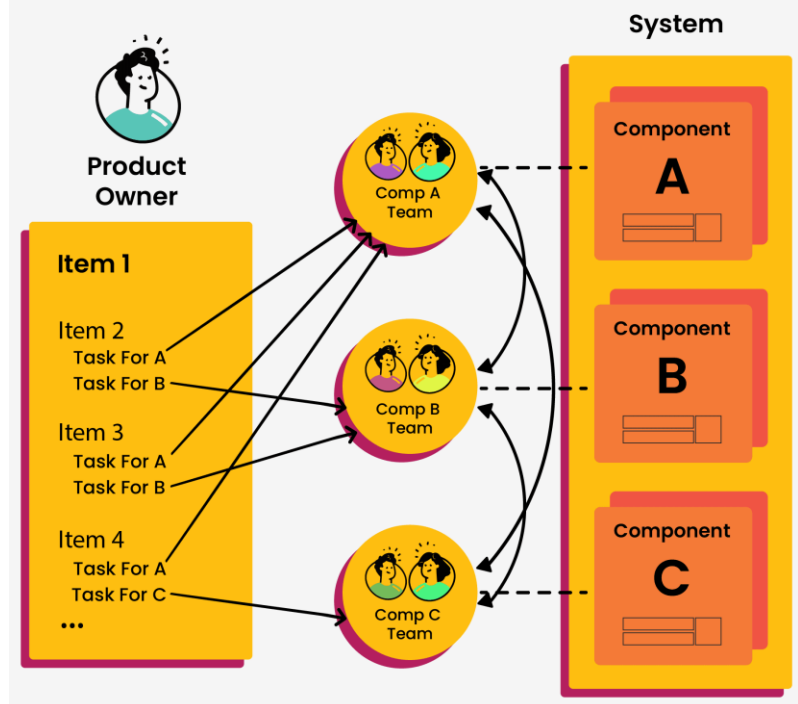 System
Product
Owner
Item 1
Item 2
Task For A
Task For B
Item 3
Task For A
Task For B
Item 4
Task For A
Task For C
...
Comp A
Team
Comp B
Team
Comp C
Team
Component
A
Component
B
Component
C